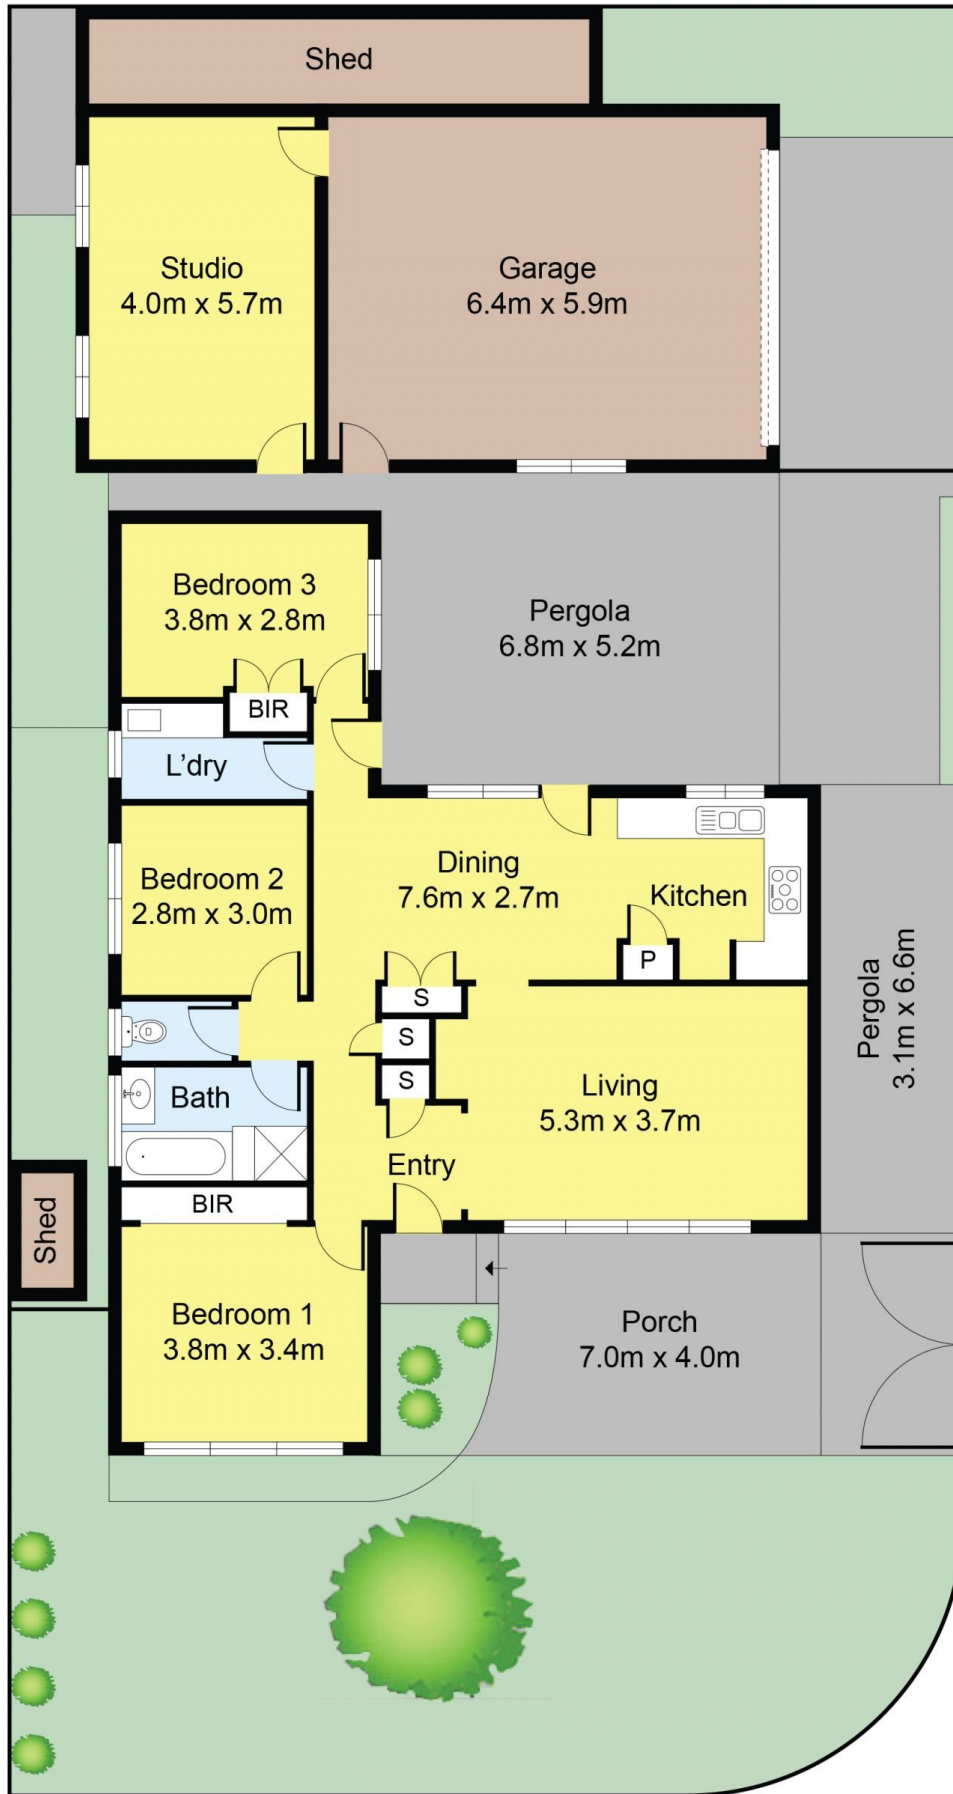 Shed
Studio
4.0m x 5.7m
Garage
6.4m x 5.9m
Bedroom 3
3.8m x 2.8m
Pergola
6.8m x 5.2m
BIR
L'dry
Bedroom 2
2.8m x 3.0m
Dining
7.6m x 2.7m
Kitchen
P
S
S
S
Pergola
3.1m x 6.6m
Bath
Living
5.3m x 3.7m
Entry
BIR
Shed
Bedroom 1
3.8m x 3.4m
Porch
7.0m x 4.0m